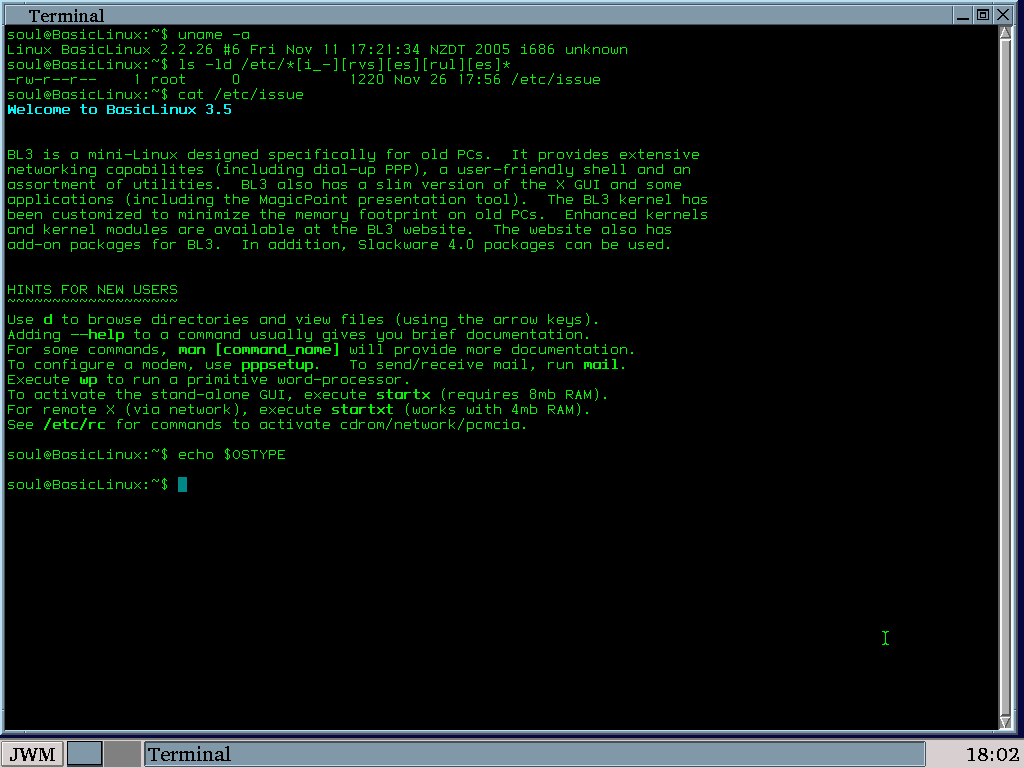 Terminal
soul@BasicLinux:~$ uname -a
Linux BasicLinux 2.2.26 #6 Fri Nov 11 17:21:34 NZDT 2005 i686 unknown
soul@BasicLinux:~$ ls -ld /etc/*[i_-][rvs][es][rul][es]*
-rw-r--r--    1 root     0            1220 Nov 26 17:56 /etc/issue
soul@BasicLinux:~$ cat /etc/issue
Welcome to BasicLinux 3.5
BL3 is a mini-Linux designed specifically for old PCs.  It provides extensive
networking capabilites (including dial-up PPP), a user-friendly shell and an
assortment of utilities.  BL3 also has a slim version of the X GUI and some
applications (including the MagicPoint presentation tool).  The BL3 kernel has
been customized to minimize the memory footprint on old PCs.  Enhanced kernels
and kernel modules are available at the BL3 website.  The website also has
add-on packages for BL3.  In addition, Slackware 4.0 packages can be used.
HINTS FOR NEW USERS
~~~~~~~~~~~~~~~~~~~
Use d to browse directories and view files (using the arrow keys).
Adding --help to a command usually gives you brief documentation.
For some commands, man [command_name] will provide more documentation.
To configure a modem, use pppsetup.   To send/receive mail, run mail.
Execute wp to run a primitive word-processor.
To activate the stand-alone GUI, execute startx (requires 8mb RAM).
For remote X (via network), execute startxt (works with 4mb RAM).
See /etc/rc for commands to activate cdrom/network/pcmcia.
soul@BasicLinux:~$ echo $OSTYPE
soul@BasicLinux:~$
JWM
Terminal
18:02